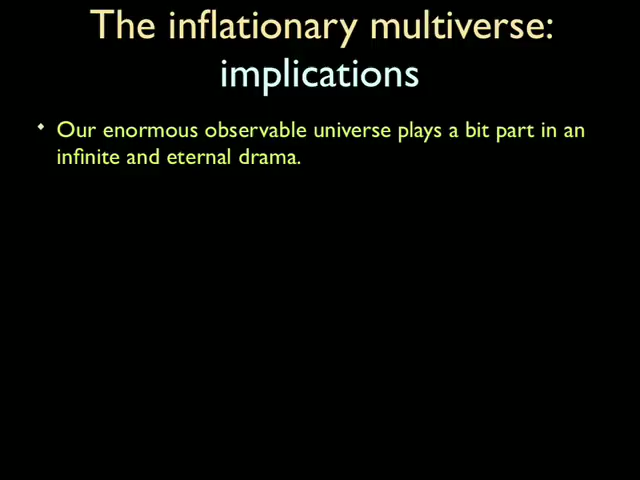 The inflationary multiverse:
implications
Our enormous observable universe plays a bit part in an
infinite and eternal drama.